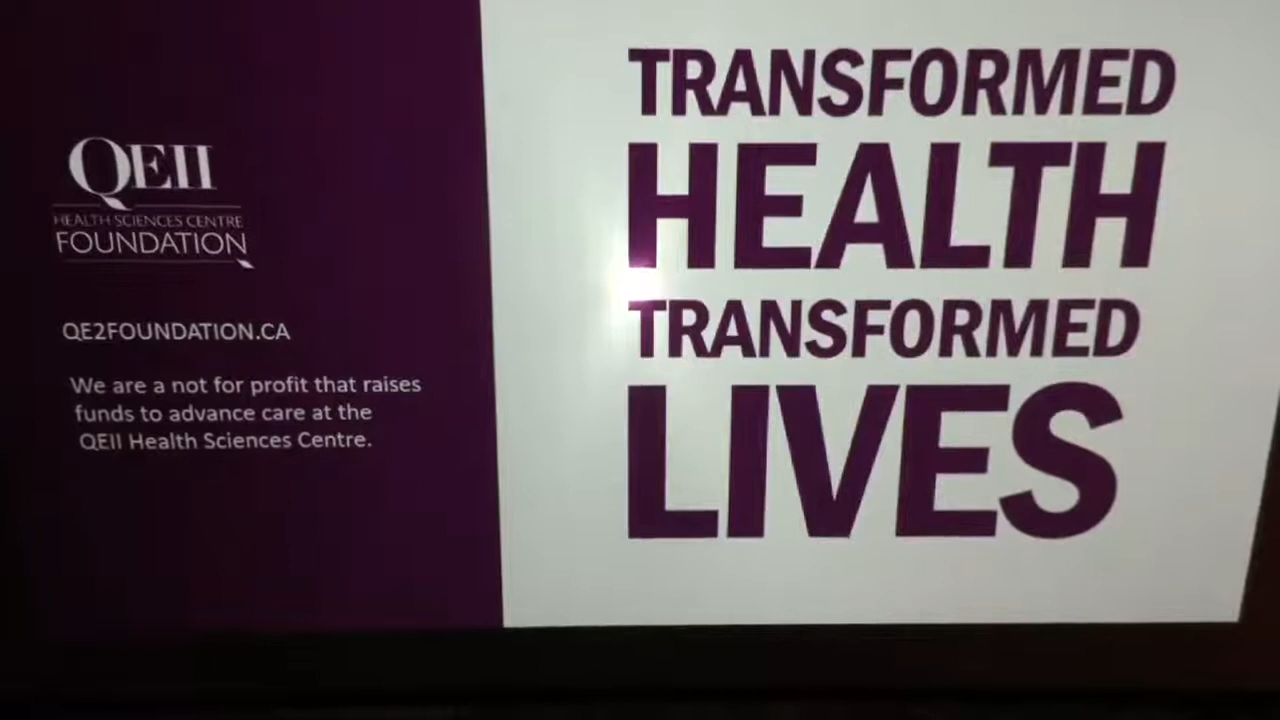 QEII
HEALTH SCIENCES CENTRE
FOUNDATION
QE2FOUNDATION.CA
We are a not for profit that raises
funds to advance care at the
QEII Health Sciences Centre.
TRANSFORMED
HEALTH
TRANSFORMED
LIVES